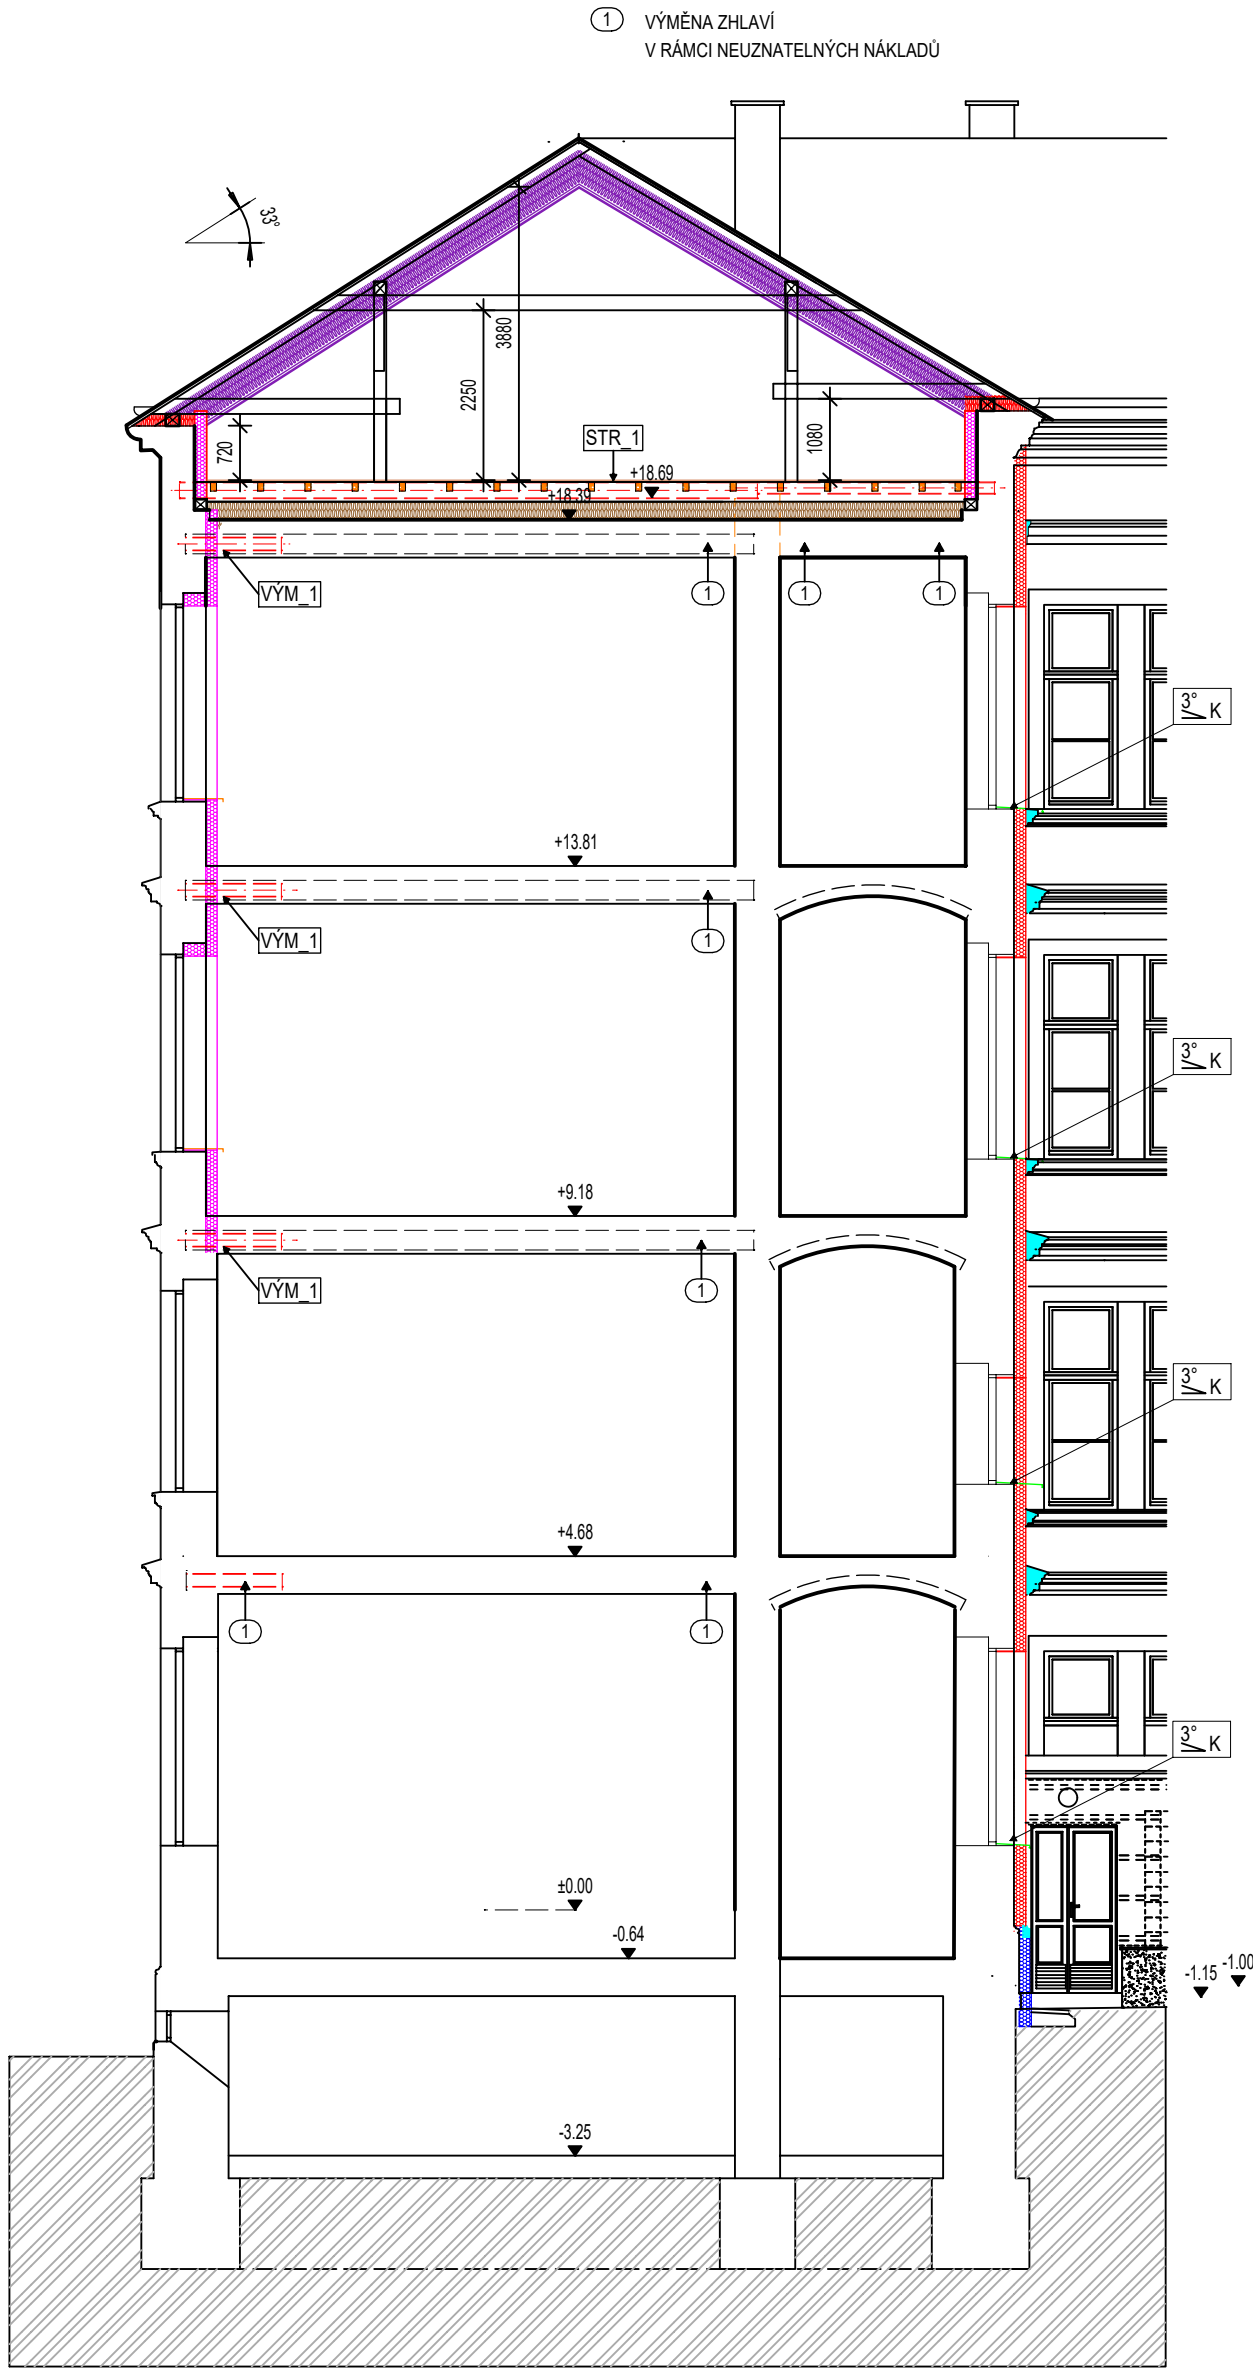 1 VÝMĚNA ZHLAVÍ
V RÁMCI NEUZNATELNÝCH NÁKLADŮ
33°
3880
2250
1080
720
STR_1
+18.69
+18.39
VÝM_1
1
1
1
3°
K
+13.81
VÝM_1
1
3°
K
+9.18
VÝM_1
1
3°
K
+4.68
1
1
3°
K
±0.00
-0.64
-1.15
-1.00
-3.25